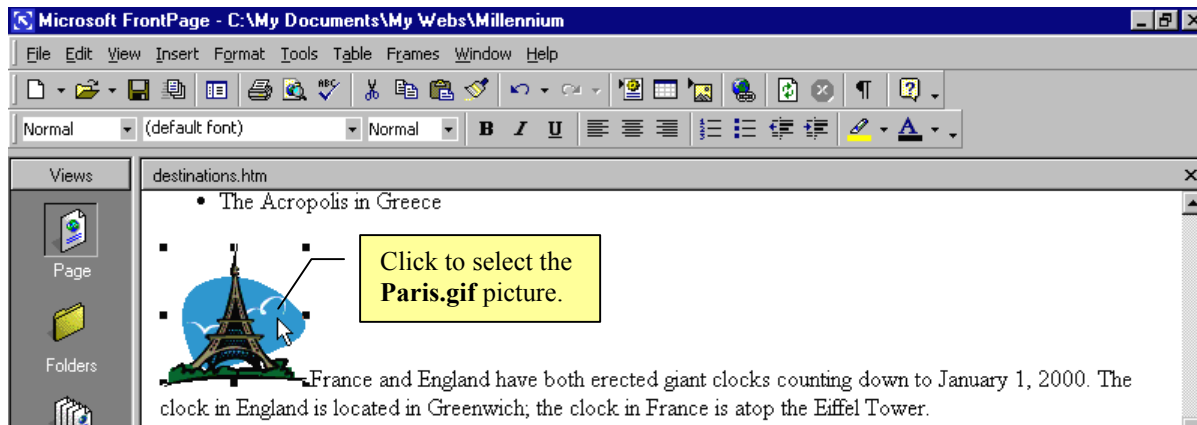 Microsoft FrontPage - C:\My Documents\My Webs\Millennium
File Edit View Insert Format Tools Table Frames Window Help
ABC
Normal (default font) Normal B I U A
Views destinations.htm
• The Acropolis in Greece
Page
Click to select the
Paris.gif picture.
Folders
France and England have both erected giant clocks counting down to January 1, 2000. The
clock in England is located in Greenwich; the clock in France is atop the Eiffel Tower.